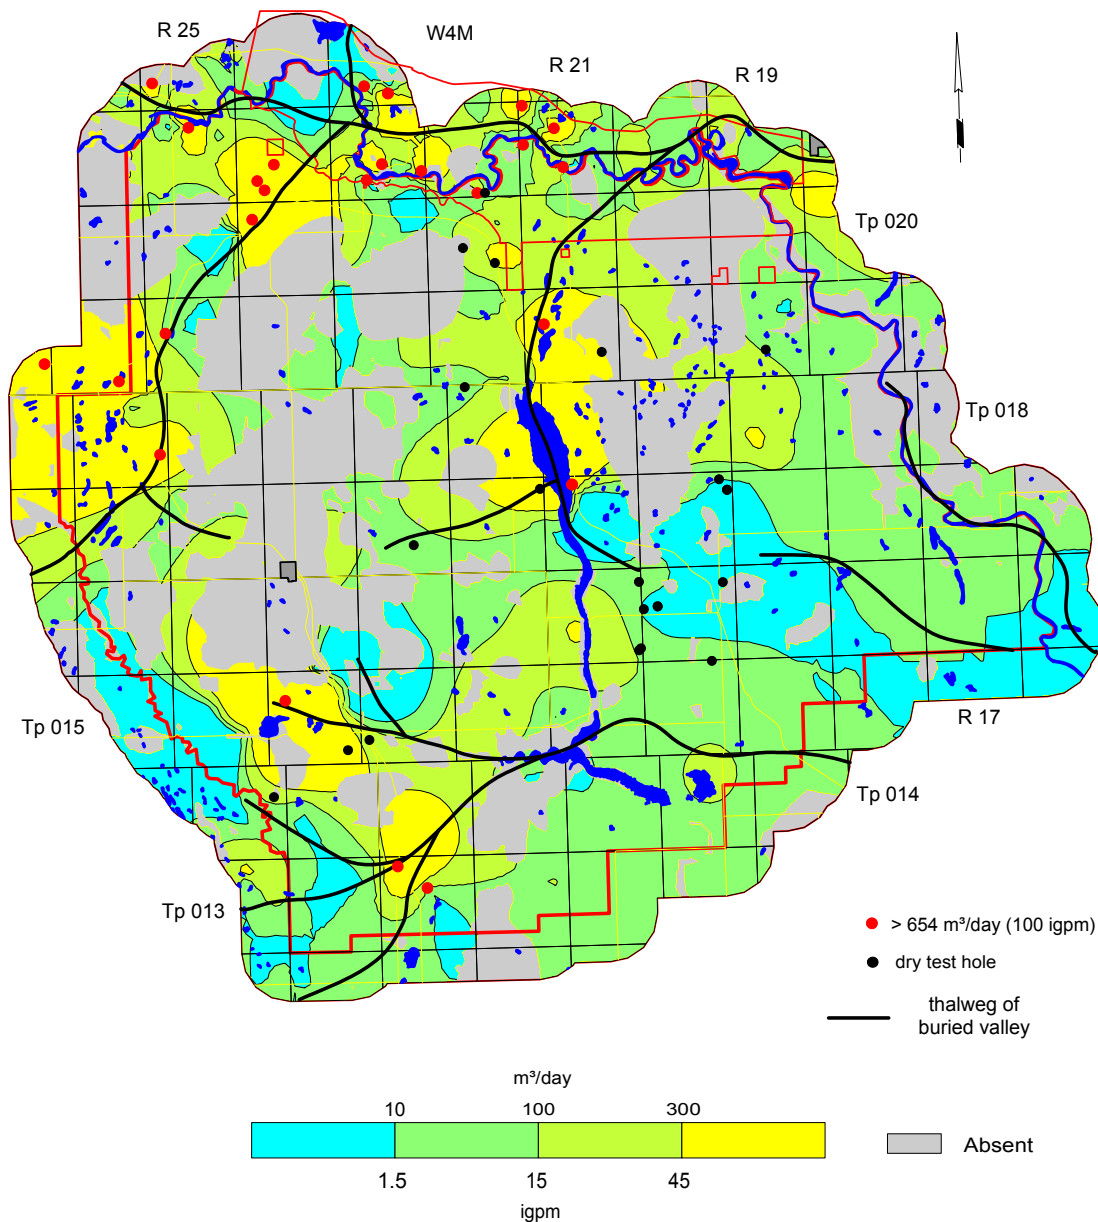 R 25
W4M
R 21
R 19
Tp 020
Tp 018
Tp 015
R 17
Tp 014
Tp 013
> 654 m³/day (100 igpm)
dry test hole
thalweg of
buried valley
m³/day
10 100 300
Absent
1.5 15 45
igpm